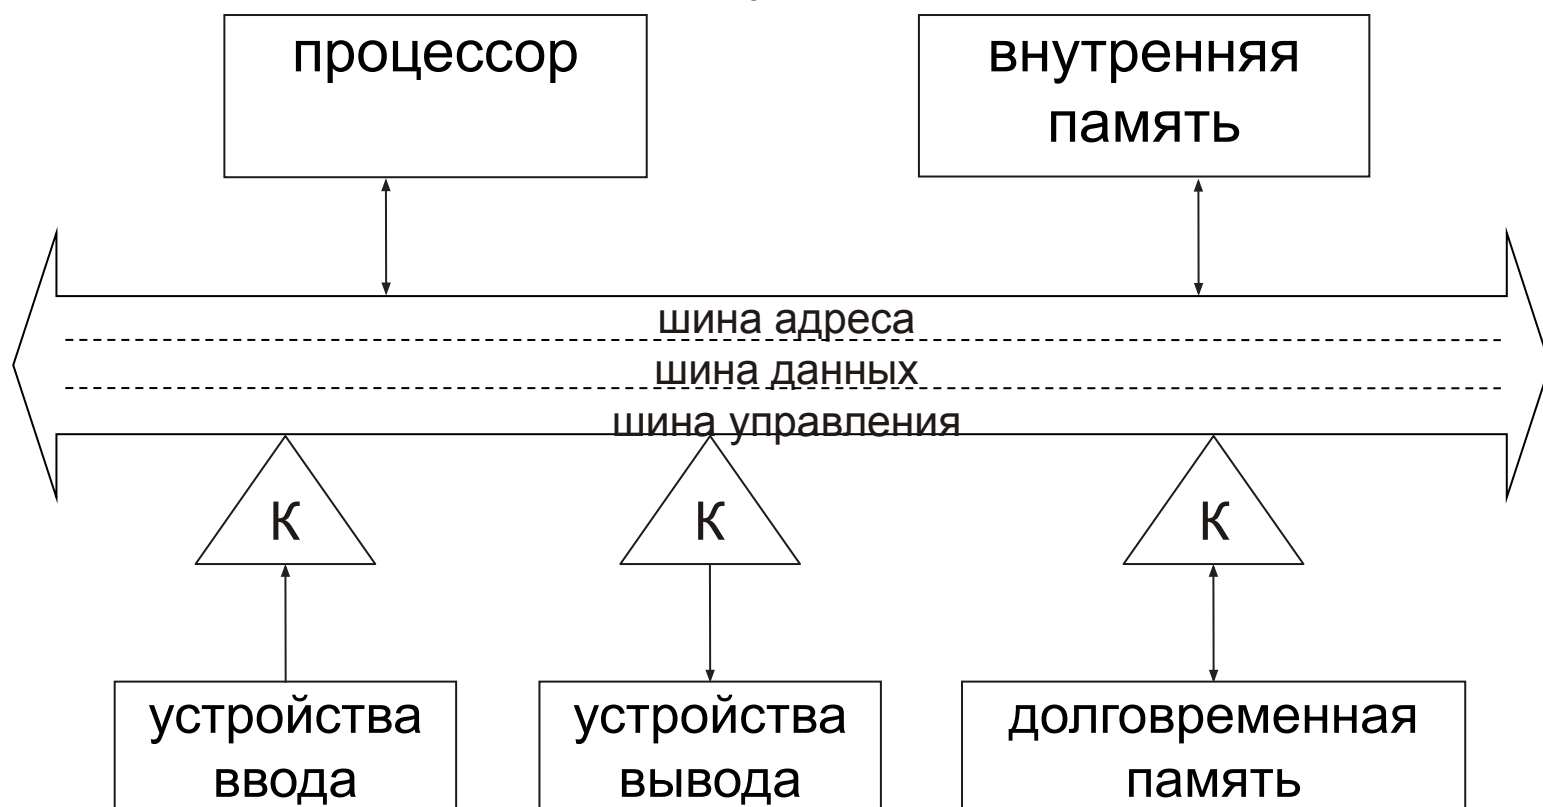 процессор
внутренняя
память
шина адреса
шина данных
шина управления
К
К
К
устройства
ввода
устройства
вывода
долговременная
память